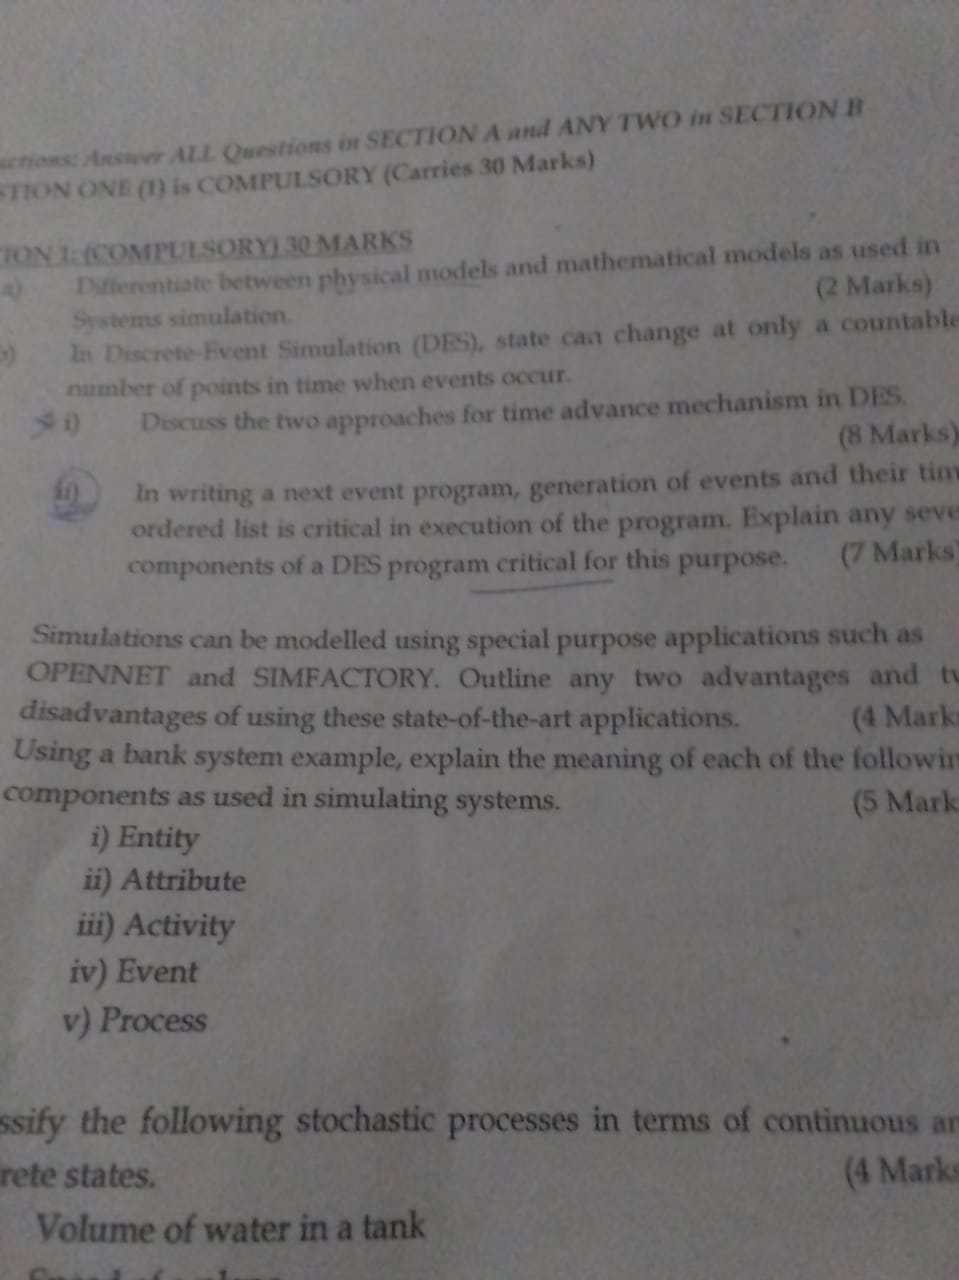 Answer ALL Questions in SECTION A and ANY TWO in SECTION B
ONE (1) is COMPULSORY (Carries 30 Marks)
1: (COMPULSORY) 30 MARKS
a) Differentiate between physical models and mathematical models as used in
Systems simulation. (2 Marks)
In Discrete-Event Simulation (DES), state can change at only a countable
number of points in time when events occur.
i) Discuss the two approaches for time advance mechanism in DES.
(8 Marks)
ii) In writing a next event program, generation of events and their tim
ordered list is critical in execution of the program. Explain any seve
components of a DES program critical for this purpose. (7 Marks)
Simulations can be modelled using special purpose applications such as
OPENNET and SIMFACTORY. Outline any two advantages and tw
disadvantages of using these state-of-the-art applications. (4 Marks
Using a bank system example, explain the meaning of each of the followin
components as used in simulating systems. (5 Mark
i) Entity
ii) Attribute
iii) Activity
iv) Event
v) Process
ssify the following stochastic processes in terms of continuous an
rete states. (4 Marks
Volume of water in a tank